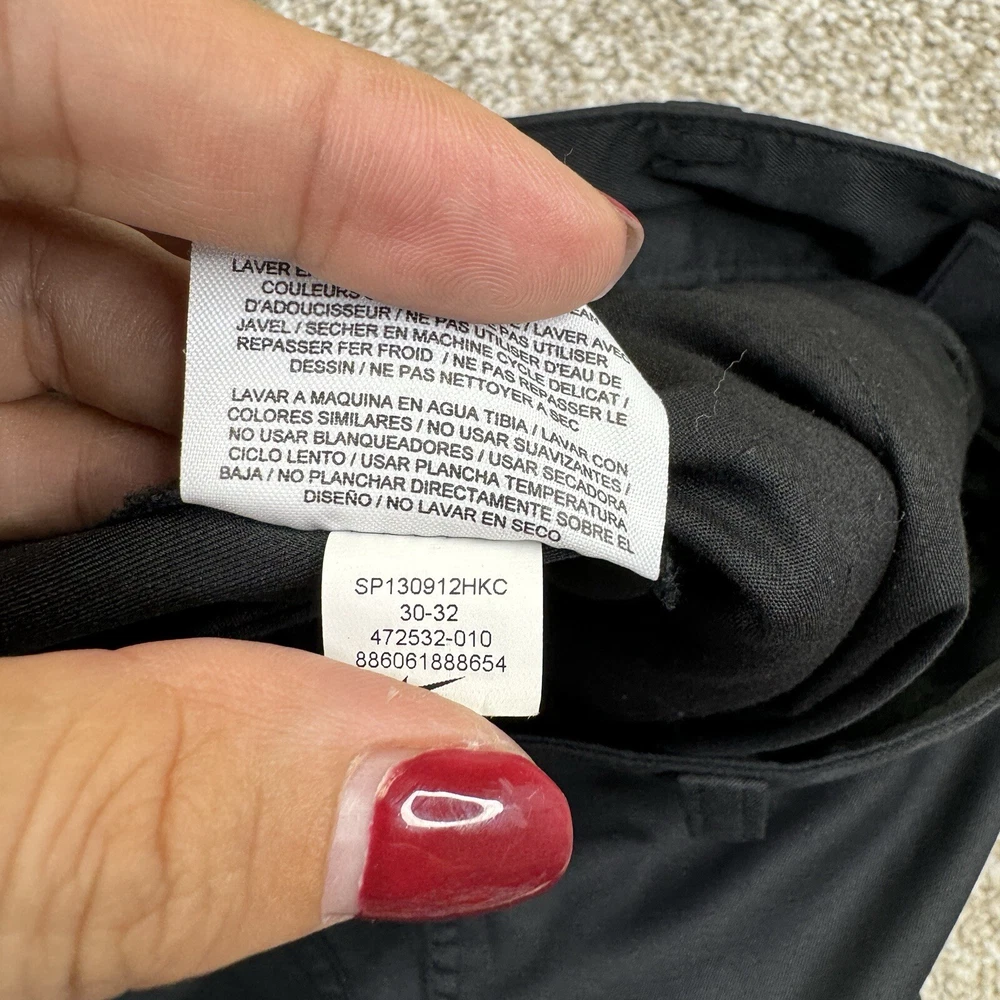 LAVER
COULEURS
D'ADOUCISSEUR / NE PAS UTILISER / LAVER AVEC
JAVEL / SECHER EN MACHINE CYCLE DELICAT / D'EAU DE
REPASSER FER FROID / NE PAS REPASSER LE
DESSIN / NE PAS NETTOYER A SEC
LAVAR A MAQUINA EN AGUA TIBIA / LAVAR CON
COLORES SIMILARES / NO USAR SUAVIZANTES /
NO USAR BLANQUEADORES / USAR SECADORA
CICLO LENTO / USAR PLANCHA TEMPERATURA
BAJA / NO PLANCHAR DIRECTAMENTE SOBRE EL
DISEÑO / NO LAVAR EN SECO
SP130912HKC
30-32
472532-010
886061888654